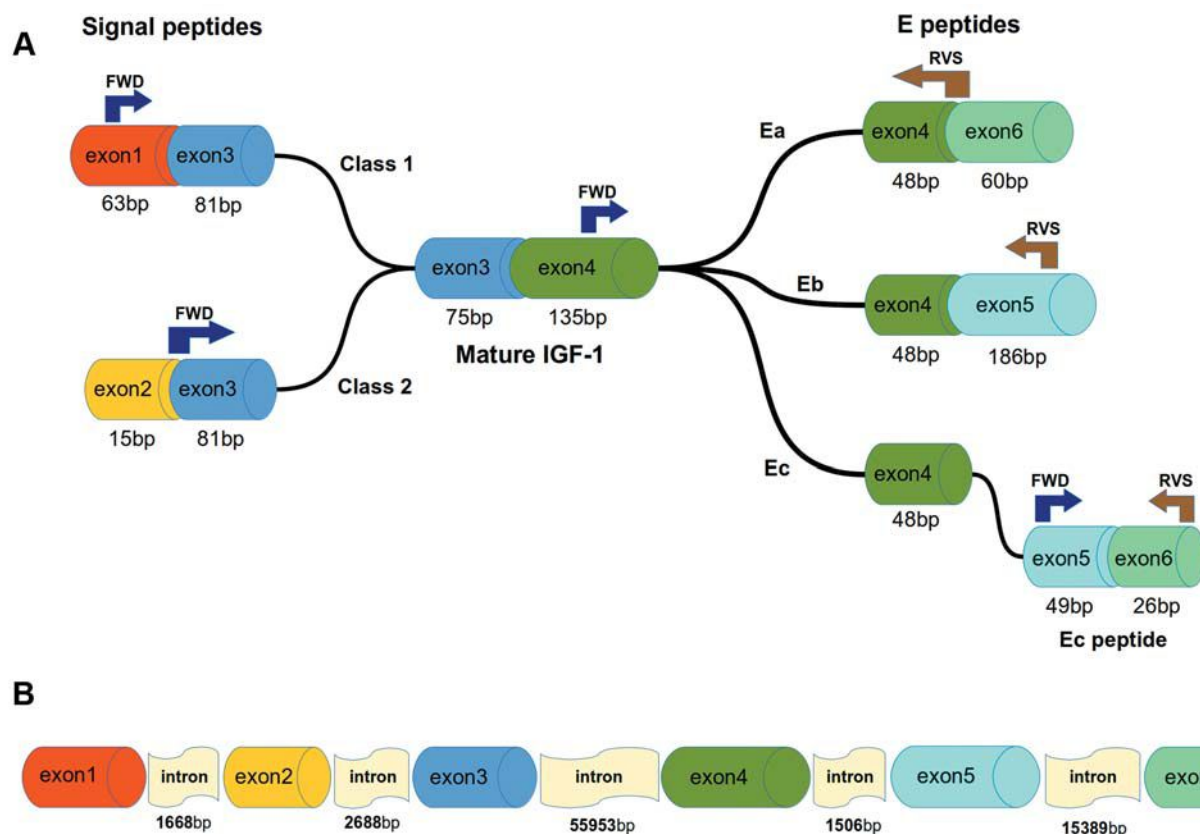 A
Signal peptides
E peptides
FWD
exon1 exon3
63bp 81bp
Class 1
FWD
exon2 exon3
15bp 81bp
Class 2
FWD
exon3 exon4
75bp 135bp
Mature IGF-1
Ea
RVS
exon4 exon6
48bp 60bp
Eb
RVS
exon4 exon5
48bp 186bp
Ec
exon4
48bp
FWD RVS
exon5 exon6
49bp 26bp
Ec peptide
B
exon1 intron exon2 intron exon3 intron exon4 intron exon5 intron exo
1668bp 2688bp 55953bp 1506bp 15389bp